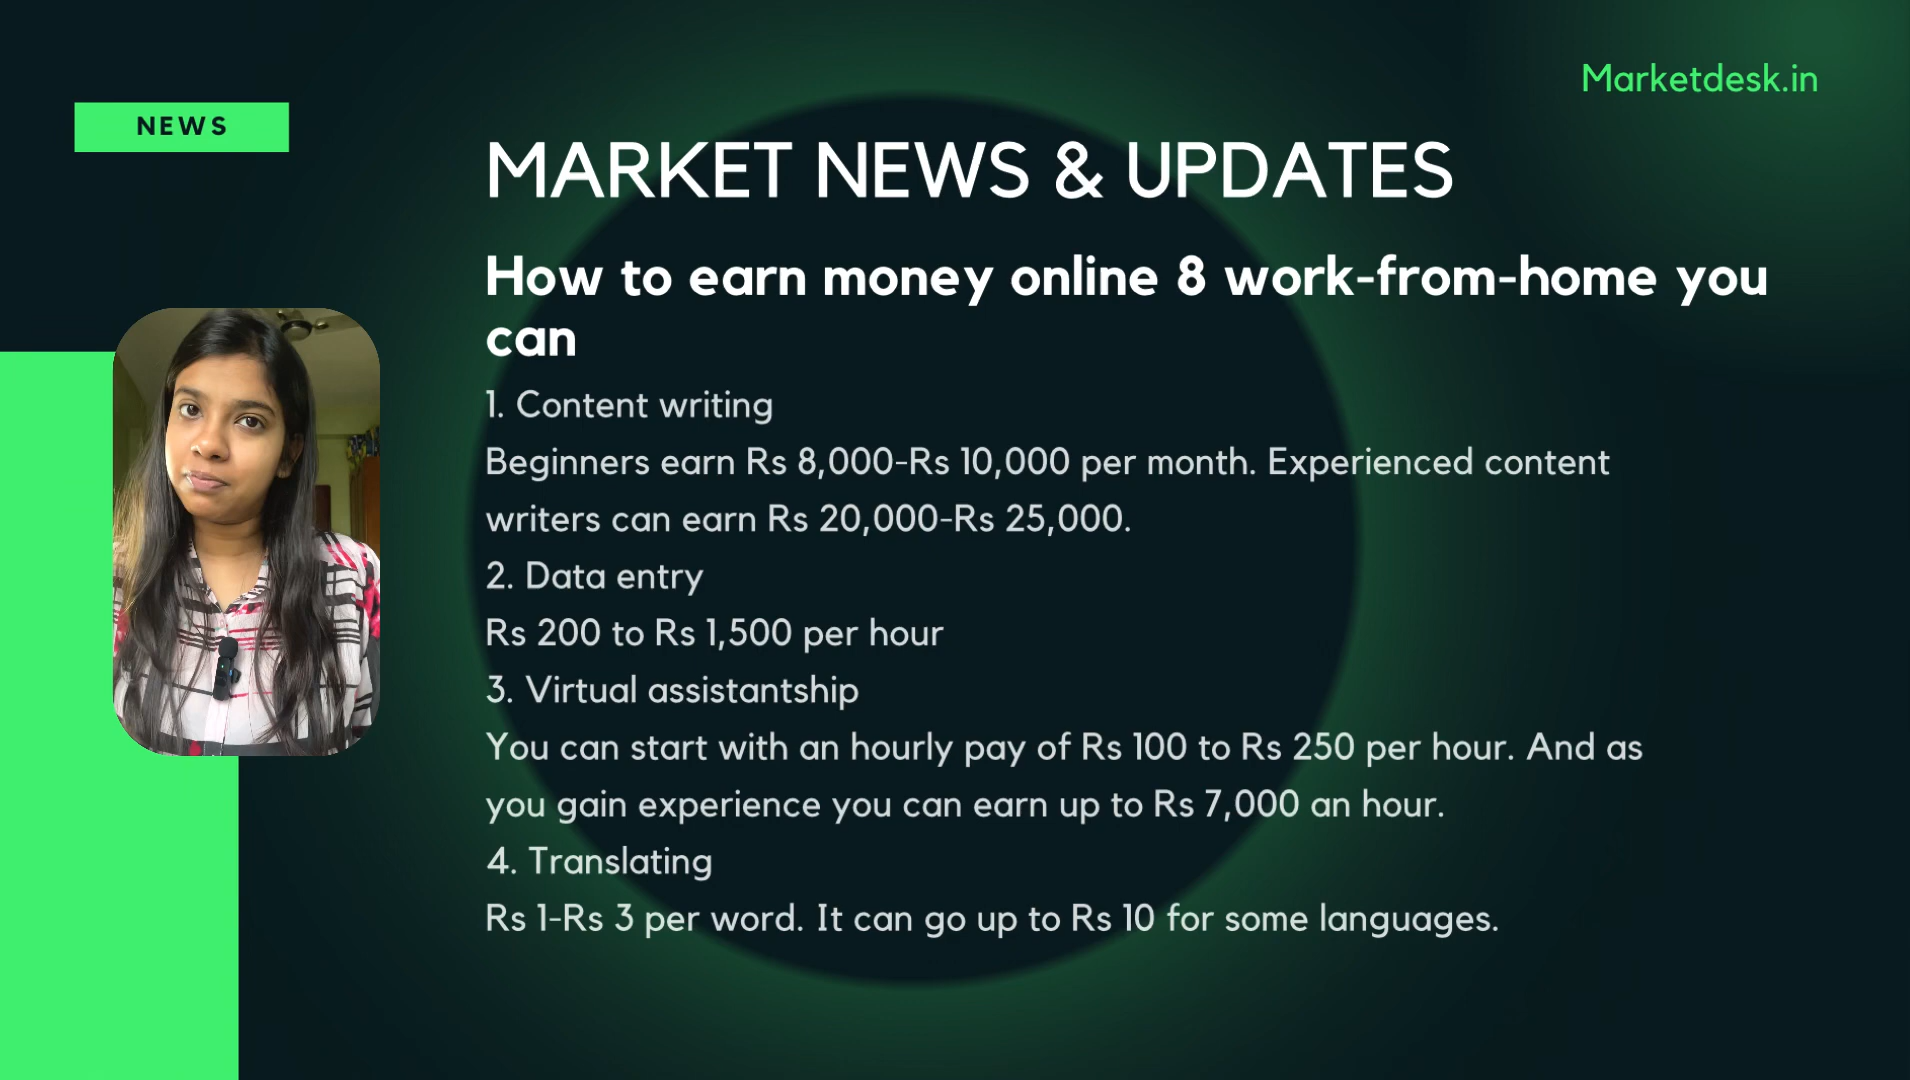 Marketdesk.in
NEWS
MARKET NEWS & UPDATES
How to earn money online 8 work-from-home you
can
1. Content writing
Beginners earn Rs 8,000-Rs 10,000 per month. Experienced content
writers can earn Rs 20,000-Rs 25,000.
2. Data entry
Rs 200 to Rs 1,500 per hour
3. Virtual assistantship
You can start with an hourly pay of Rs 100 to Rs 250 per hour. And as
you gain experience you can earn up to Rs 7,000 an hour.
4. Translating
Rs 1-Rs 3 per word. It can go up to Rs 10 for some languages.